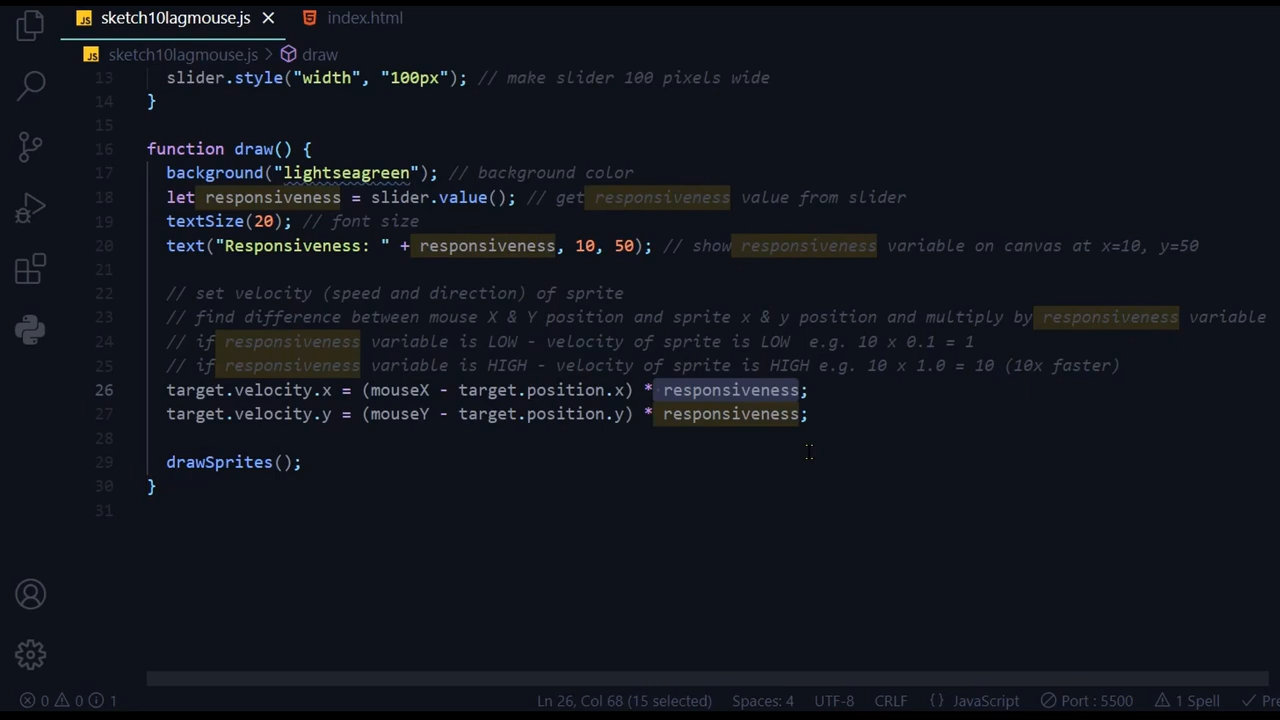 JS sketch10lagmouse.js × index.html
JS sketch10lagmouse.js > draw
13 slider.style("width", "100px"); // make slider 100 pixels wide
14 }
15
16 function draw() {
17 background("lightseagreen"); // background color
18 let responsiveness = slider.value(); // get responsiveness value from slider
19 textSize(20); // font size
20 text("Responsiveness: " + responsiveness, 10, 50); // show responsiveness variable on canvas at x=10, y=50
21
22 // set velocity (speed and direction) of sprite
23 // find difference between mouse X & Y position and sprite x & y position and multiply by responsiveness variable
24 // if responsiveness variable is LOW - velocity of sprite is LOW  e.g. 10 x 0.1 = 1
25 // if responsiveness variable is HIGH - velocity of sprite is HIGH e.g. 10 x 1.0 = 10 (10x faster)
26 target.velocity.x = (mouseX - target.position.x) * responsiveness;
27 target.velocity.y = (mouseY - target.position.y) * responsiveness;
28
29 drawSprites();
30 }
31
0 0 1 Ln 26, Col 68 (15 selected) Spaces: 4 UTF-8 CRLF {} JavaScript Port : 5500 1 Spell